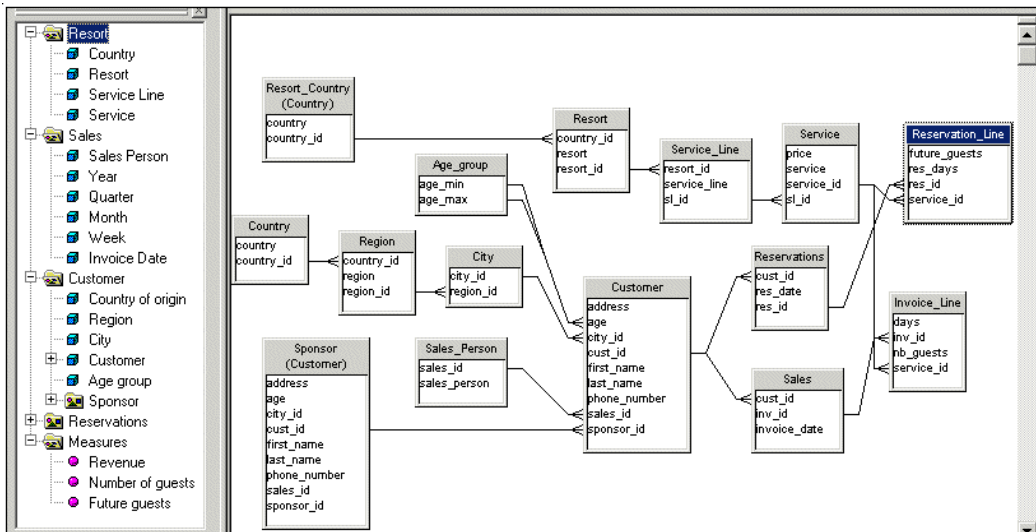 Resort
Country
Resort
Service Line
Service
Sales
Sales Person
Year
Quarter
Month
Week
Invoice Date
Customer
Country of origin
Region
City
Customer
Age group
Sponsor
Reservations
Measures
Revenue
Number of guests
Future guests
Resort_Country
(Country)
country
country_id
Resort
country_id
resort
resort_id
Service_Line
resort_id
service_line
sl_id
Service
price
service
service_id
sl_id
Reservation_Line
future_guests
res_days
res_id
service_id
Age_group
age_min
age_max
Country
country
country_id
Region
country_id
region
region_id
City
city_id
region_id
Customer
address
age
city_id
cust_id
first_name
last_name
phone_number
sales_id
sponsor_id
Reservations
cust_id
res_date
res_id
Invoice_Line
days
inv_id
nb_guests
service_id
Sponsor
(Customer)
address
age
city_id
cust_id
first_name
last_name
phone_number
sales_id
sponsor_id
Sales_Person
sales_id
sales_person
Sales
cust_id
inv_id
invoice_date